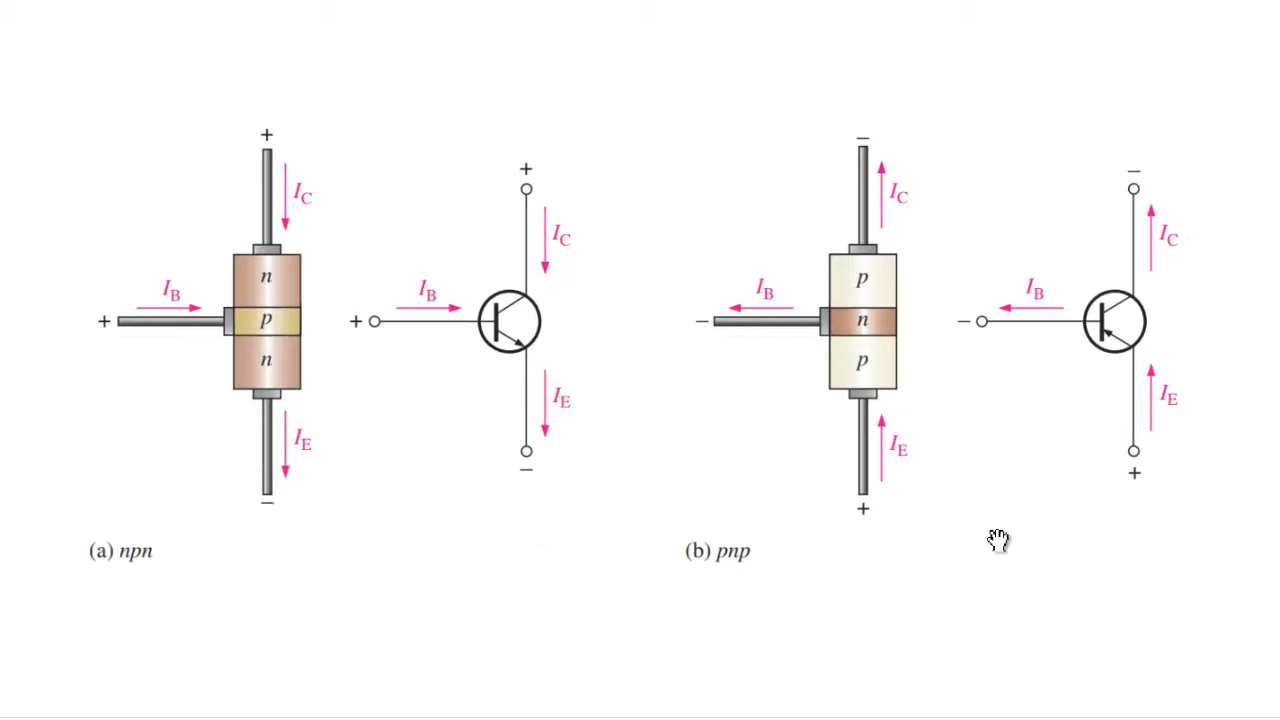 +
I_C
n
I_B
+
p
n
I_E
−
+
I_C
I_B
+
I_E
−
(a) npn
−
I_C
p
I_B
−
n
p
I_E
+
−
I_C
I_B
−
I_E
+
(b) pnp